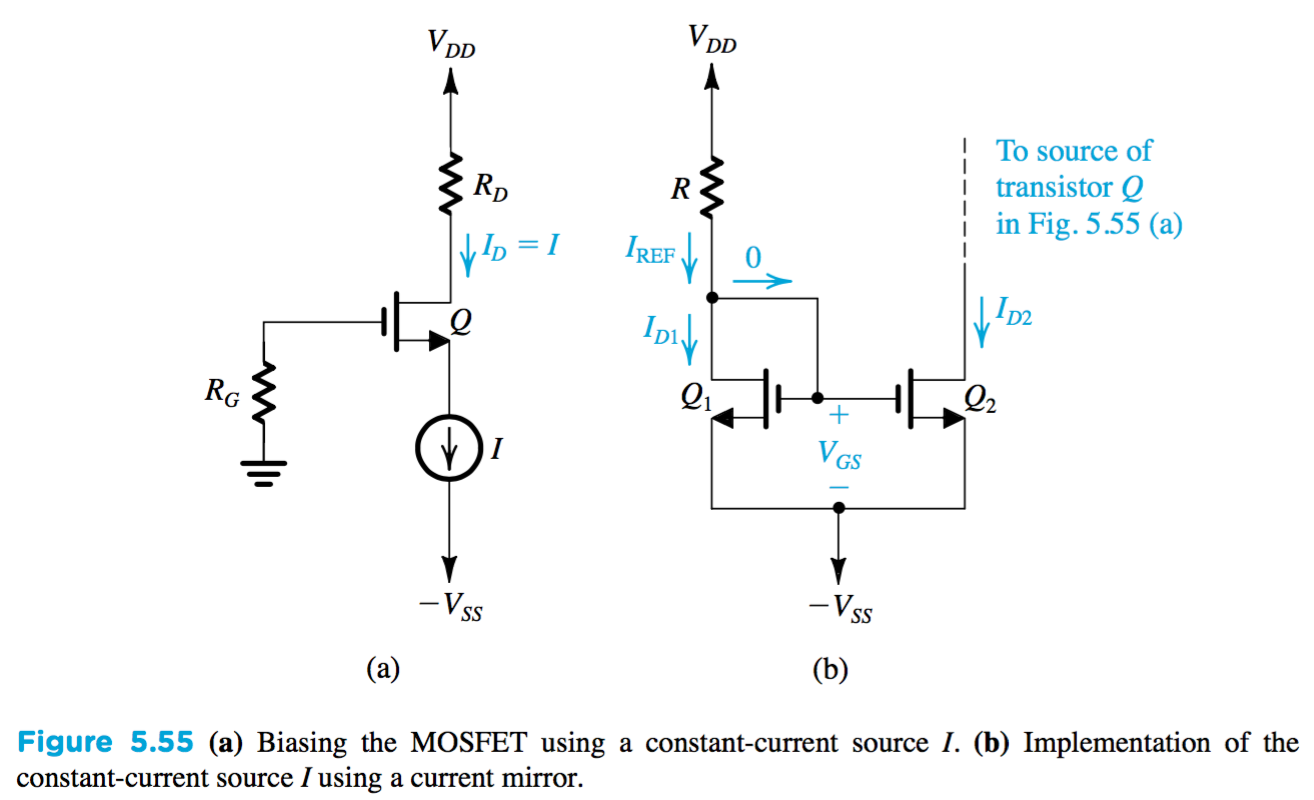 V_DD
R_D
I_D = I
Q
R_G
I
−V_SS
(a)
V_DD
R
I_REF
0
I_D1
Q_1
+
V_GS
−
Q_2
I_D2
To source of
transistor Q
in Fig. 5.55 (a)
−V_SS
(b)
Figure 5.55 (a) Biasing the MOSFET using a constant-current source I. (b) Implementation of the
constant-current source I using a current mirror.